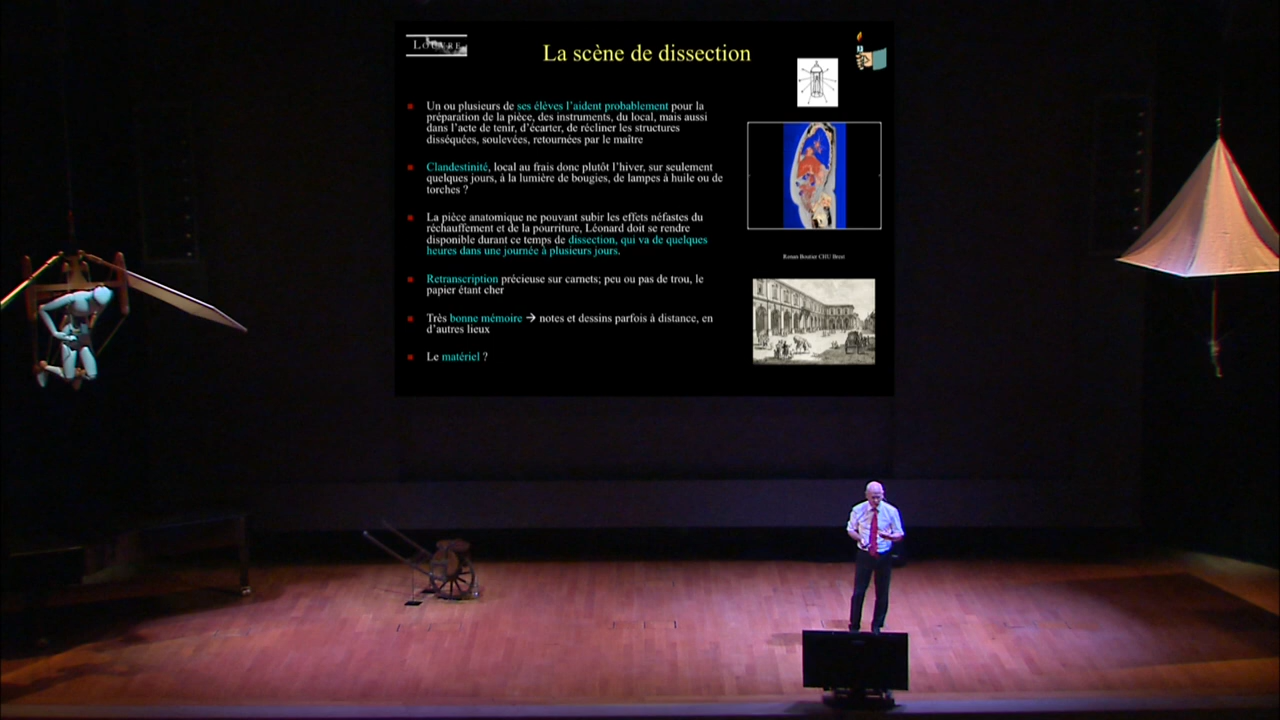 LOUVRE
La scène de dissection
Un ou plusieurs de ses élèves l'aident probablement pour la
préparation de la pièce, des instruments, du local, mais aussi
dans l'acte de tenir, d'écarter, de récliner les structures
disséquées, soulevées, retournées par le maître
Clandestinité, local au frais donc plutôt l'hiver, sur seulement
quelques jours, à la lumière de bougies, de lampes à huile ou de
torches ?
La pièce anatomique ne pouvant subir les effets néfastes du
réchauffement et de la pourriture, Léonard doit se rendre
disponible durant ce temps de dissection, qui va de quelques
heures dans une journée à plusieurs jours.
Retranscription précieuse sur carnets; peu ou pas de trou, le
papier étant cher
Très bonne mémoire → notes et dessins parfois à distance, en
d'autres lieux
Le matériel ?
Ronan Boutier CHU Brest